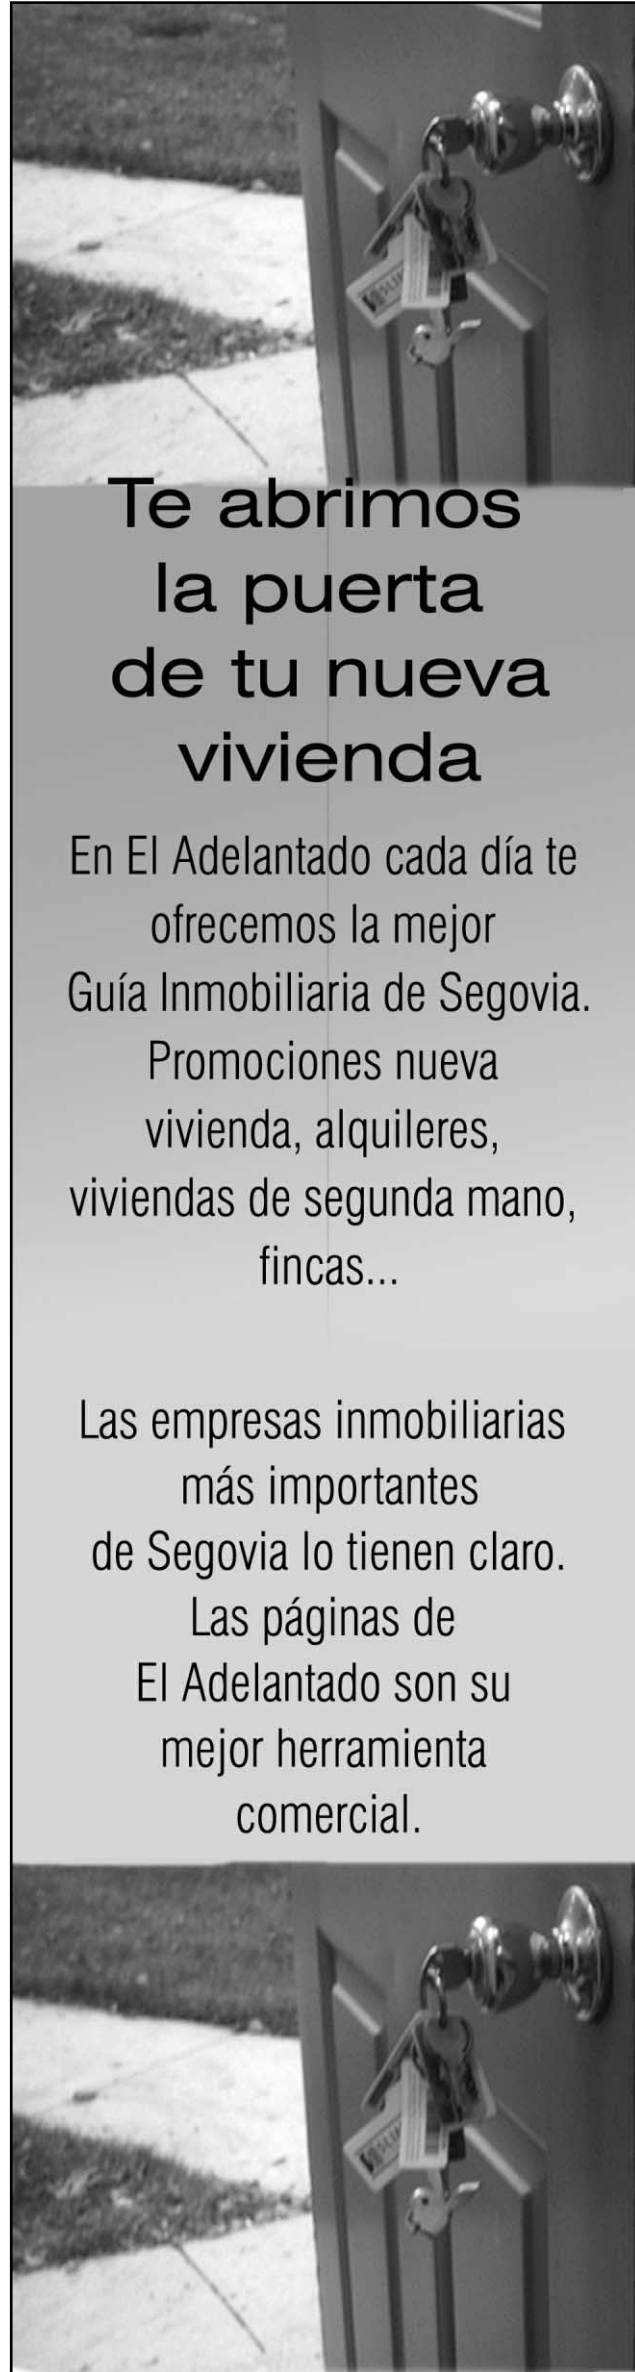 Te abrimos
la puerta
de tu nueva
vivienda
En El Adelantado cada día te
ofrecemos la mejor
Guía Inmobiliaria de Segovia.
Promociones nueva
vivienda, alquileres,
viviendas de segunda mano,
fincas...
Las empresas inmobiliarias
más importantes
de Segovia lo tienen claro.
Las páginas de
El Adelantado son su
mejor herramienta
comercial.